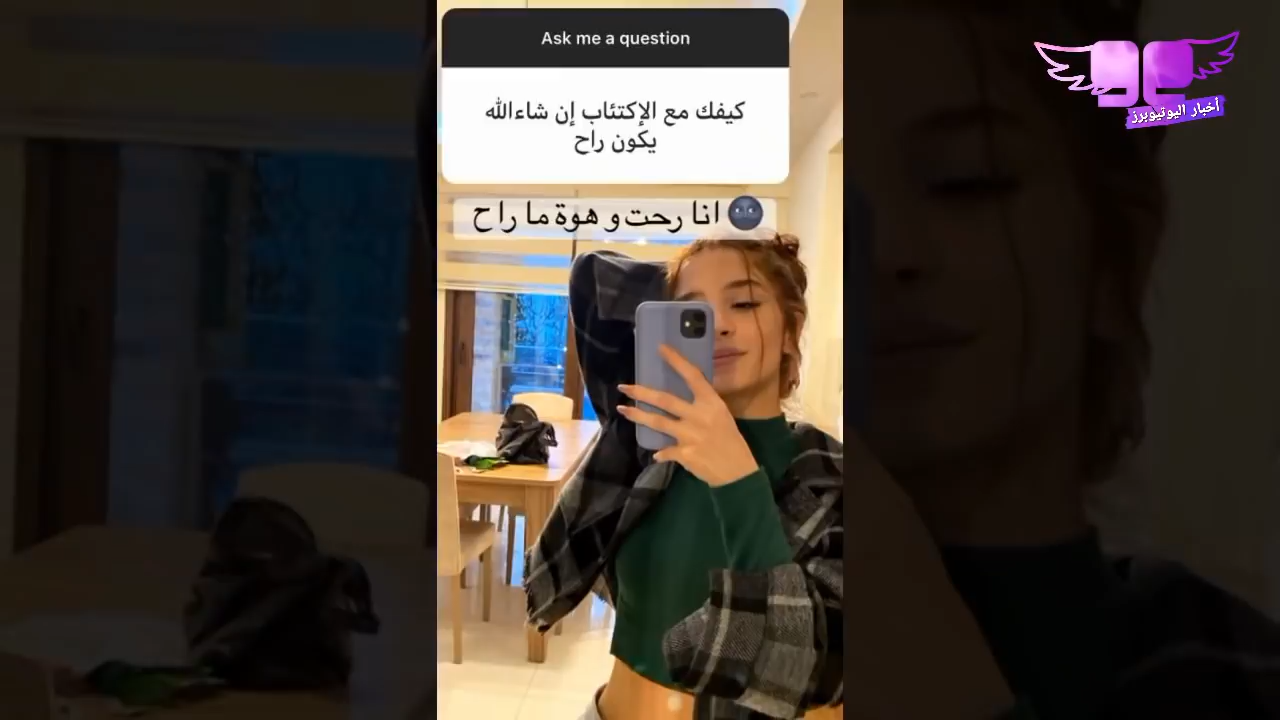 Ask me a question
كيفك مع الإكتئاب إن شاءالله
يكون راح
🌚 انا رحت و هوة ما راح
أخبار اليوتيوبرز